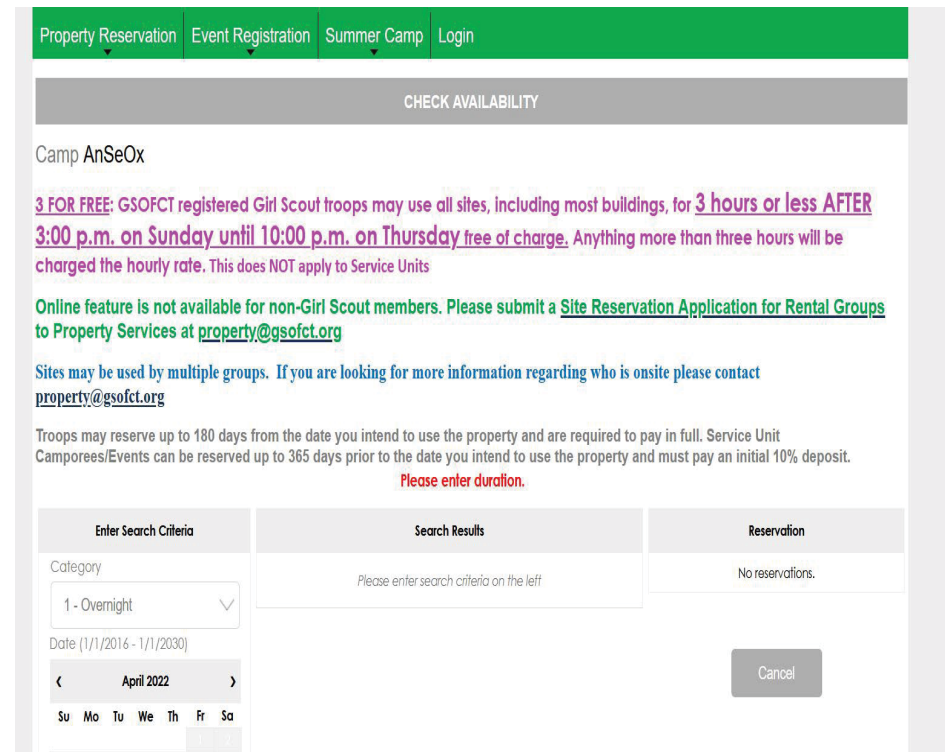 Property Reservation Event Registration Summer Camp Login
CHECK AVAILABILITY
Camp AnSeOx
3 FOR FREE: GSOFCT registered Girl Scout troops may use all sites, including most buildings, for 3 hours or less AFTER
3:00 p.m. on Sunday until 10:00 p.m. on Thursday free of charge. Anything more than three hours will be
charged the hourly rate. This does NOT apply to Service Units
Online feature is not available for non-Girl Scout members. Please submit a Site Reservation Application for Rental Groups
to Property Services at property@gsofct.org
Sites may be used by multiple groups. If you are looking for more information regarding who is onsite please contact
property@gsofct.org
Troops may reserve up to 180 days from the date you intend to use the property and are required to pay in full. Service Unit
Camporees/Events can be reserved up to 365 days prior to the date you intend to use the property and must pay an initial 10% deposit.
Please enter duration.
Enter Search Criteria
Category
1 - Overnight
Date (1/1/2016 - 1/1/2030)
‹ April 2022 ›
Su Mo Tu We Th Fr Sa
1 2
Search Results
Please enter search criteria on the left
Reservation
No reservations.
Cancel